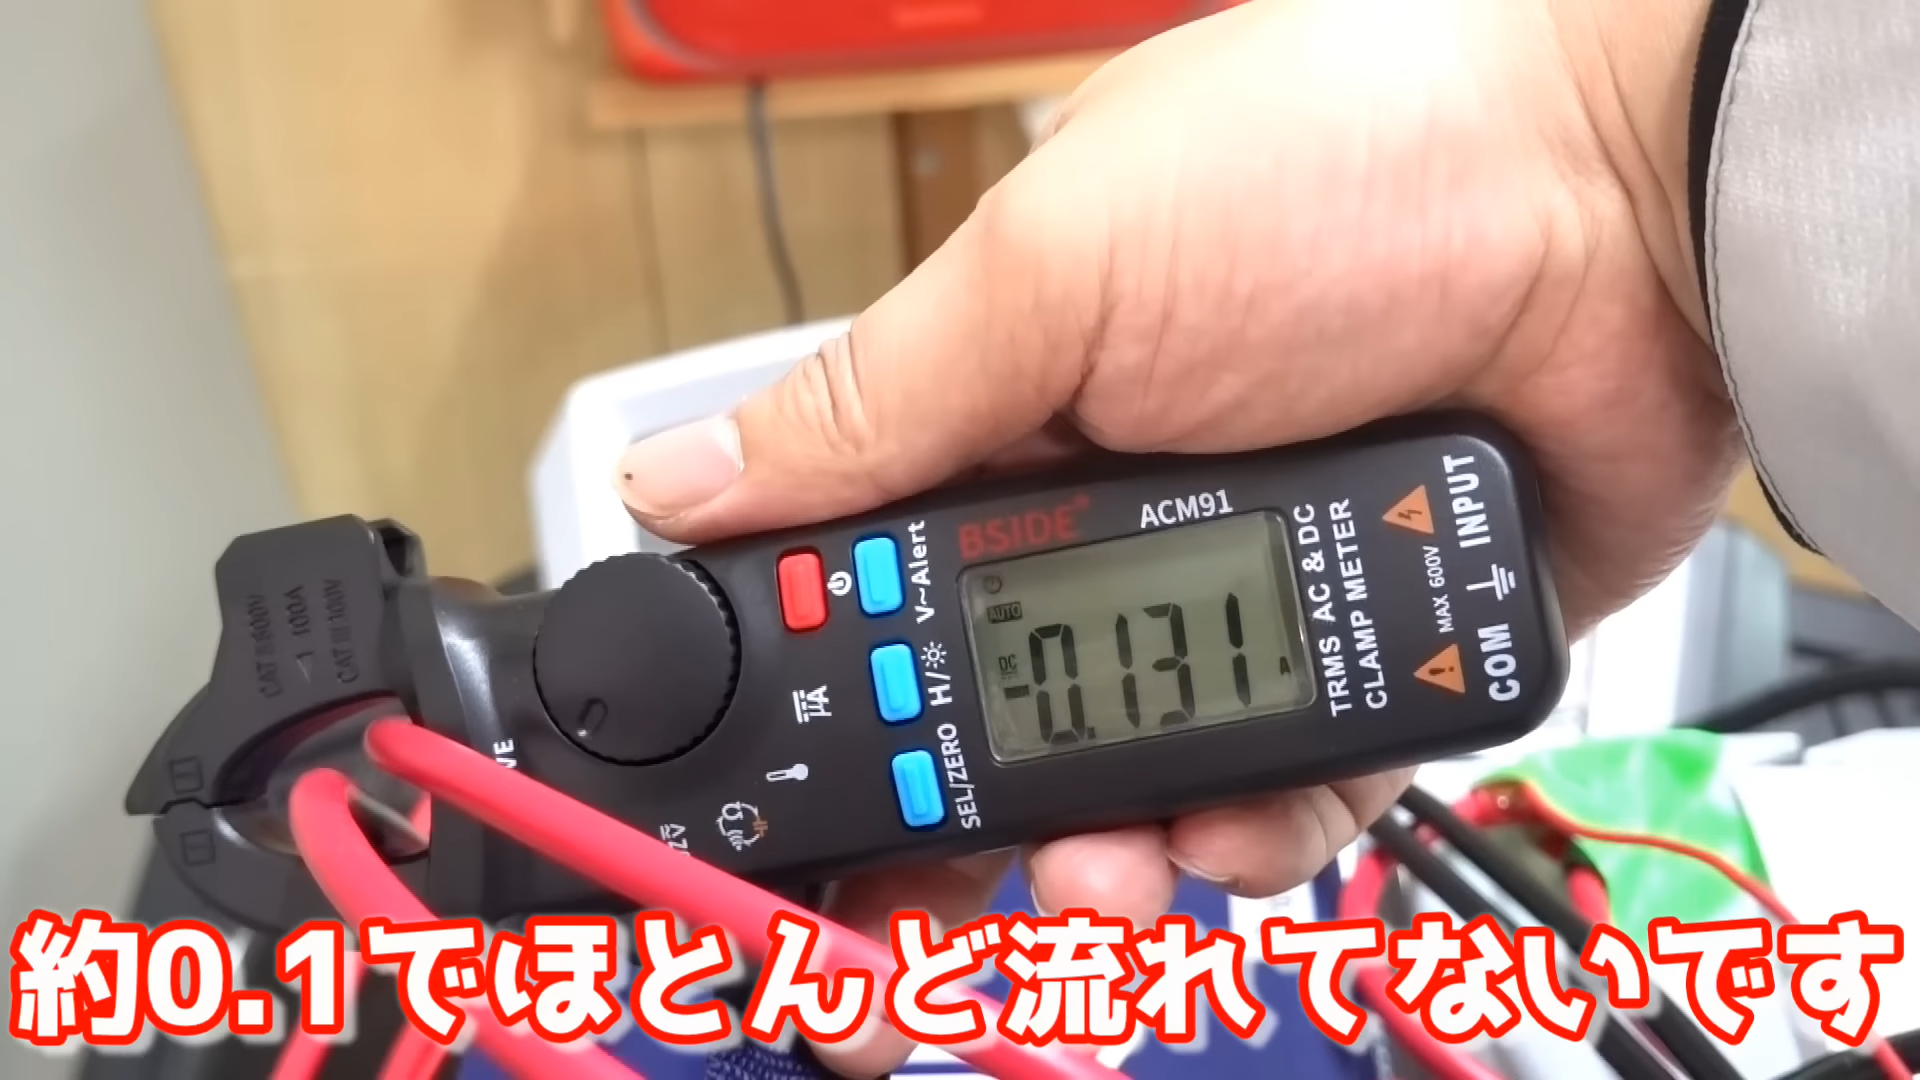 CAT II 600V
100A
CAT III 300V
V~Alert
H/
SEL/ZERO
BSIDE
ACM91
AUTO
DC
-0.131
A
TRMS AC & DC
CLAMP METER
MAX 600V
COM
INPUT
約0.1でほとんど流れてないです